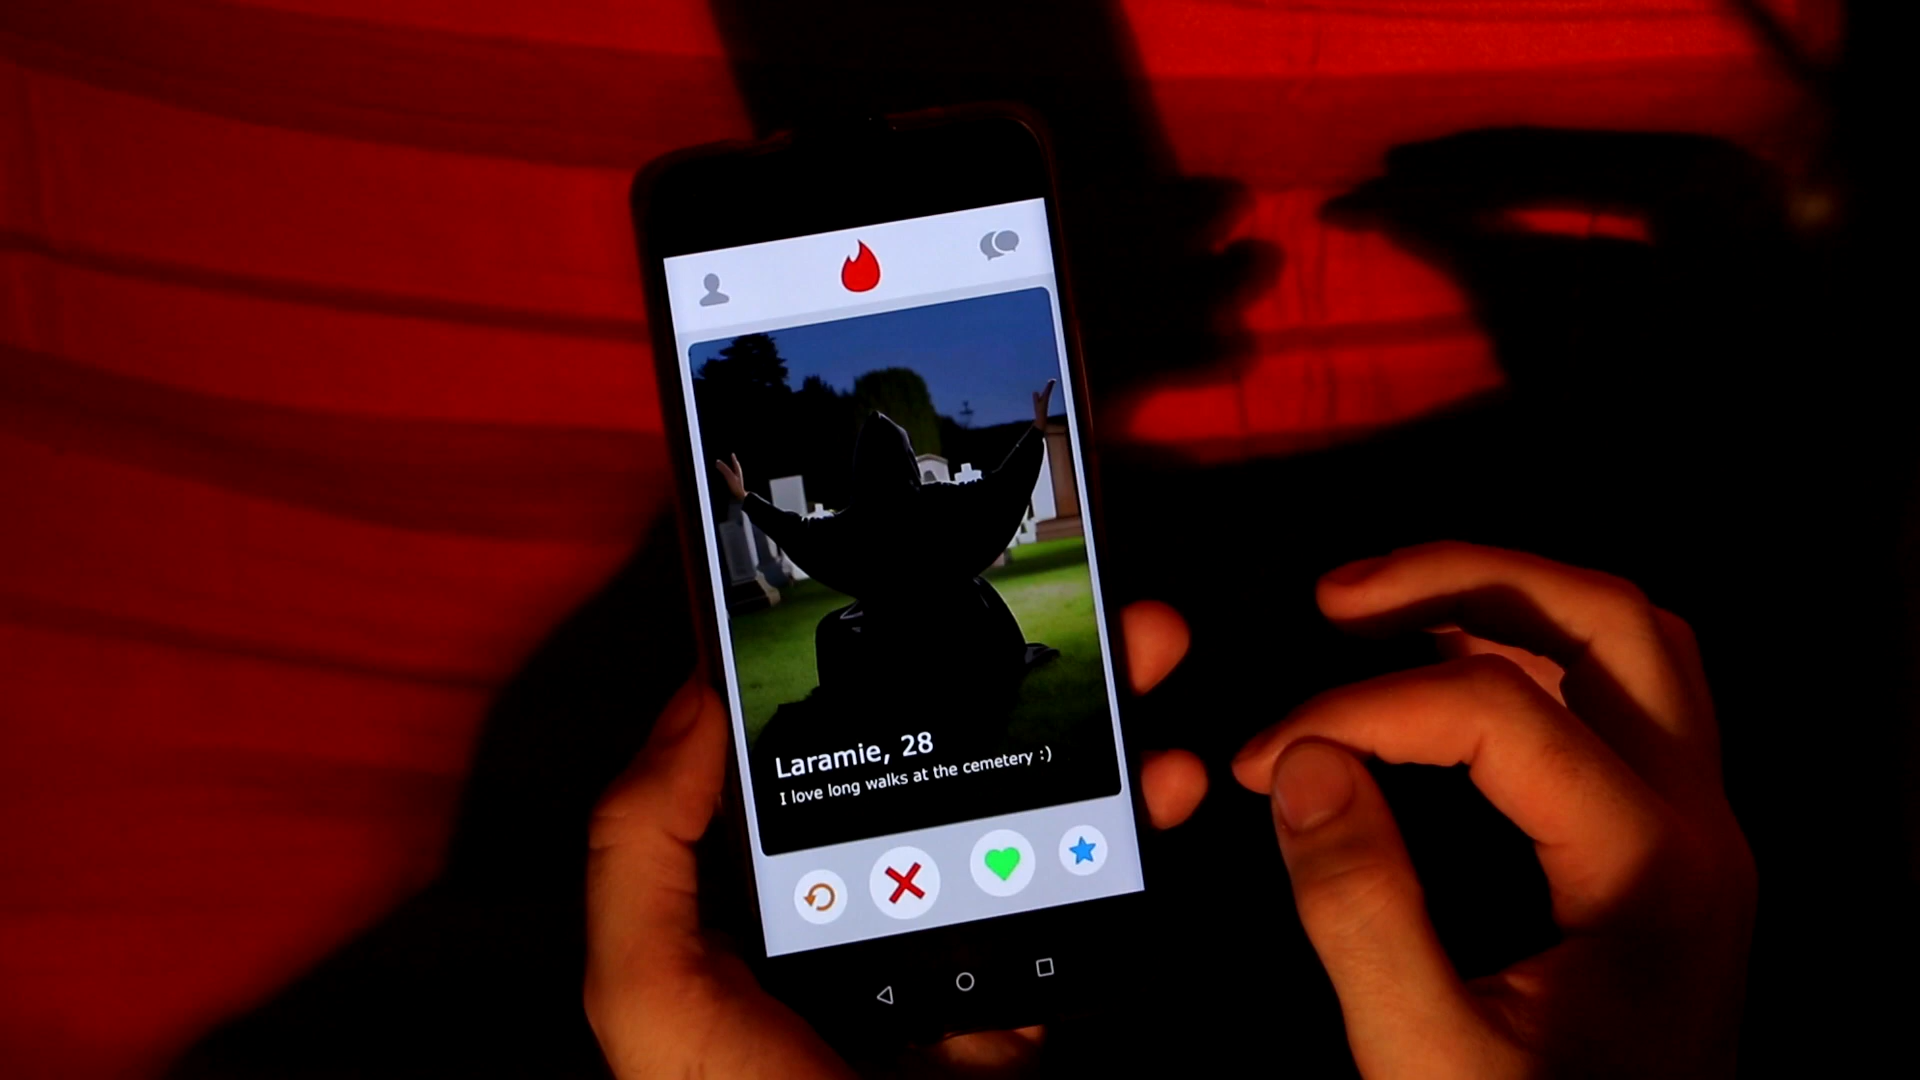 Laramie, 28
I love long walks at the cemetery :)